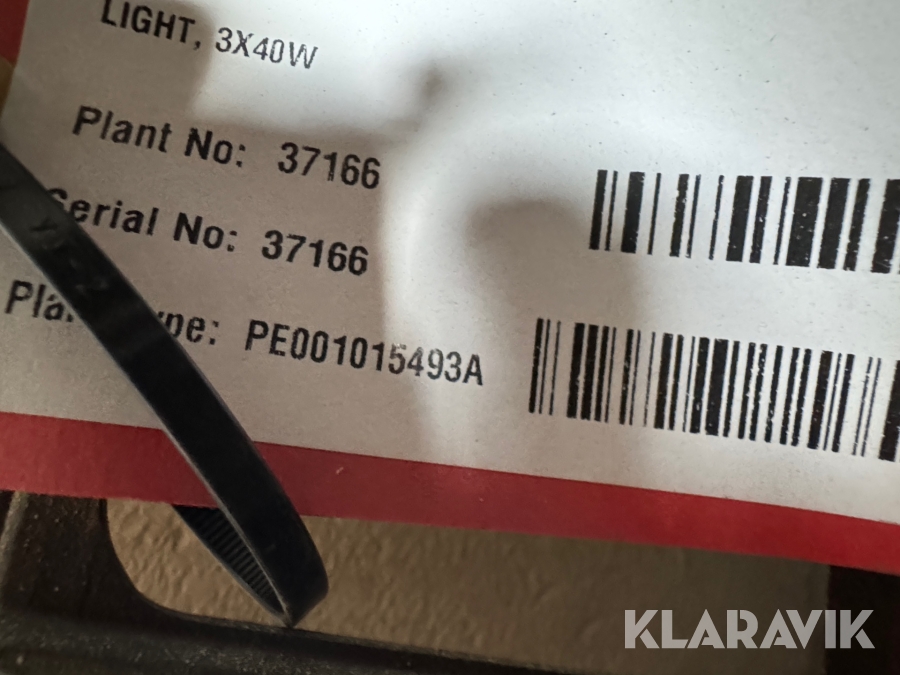 LIGHT, 3X40W
Plant No: 37166
Serial No: 37166
PE001015493A
KLARAVIK